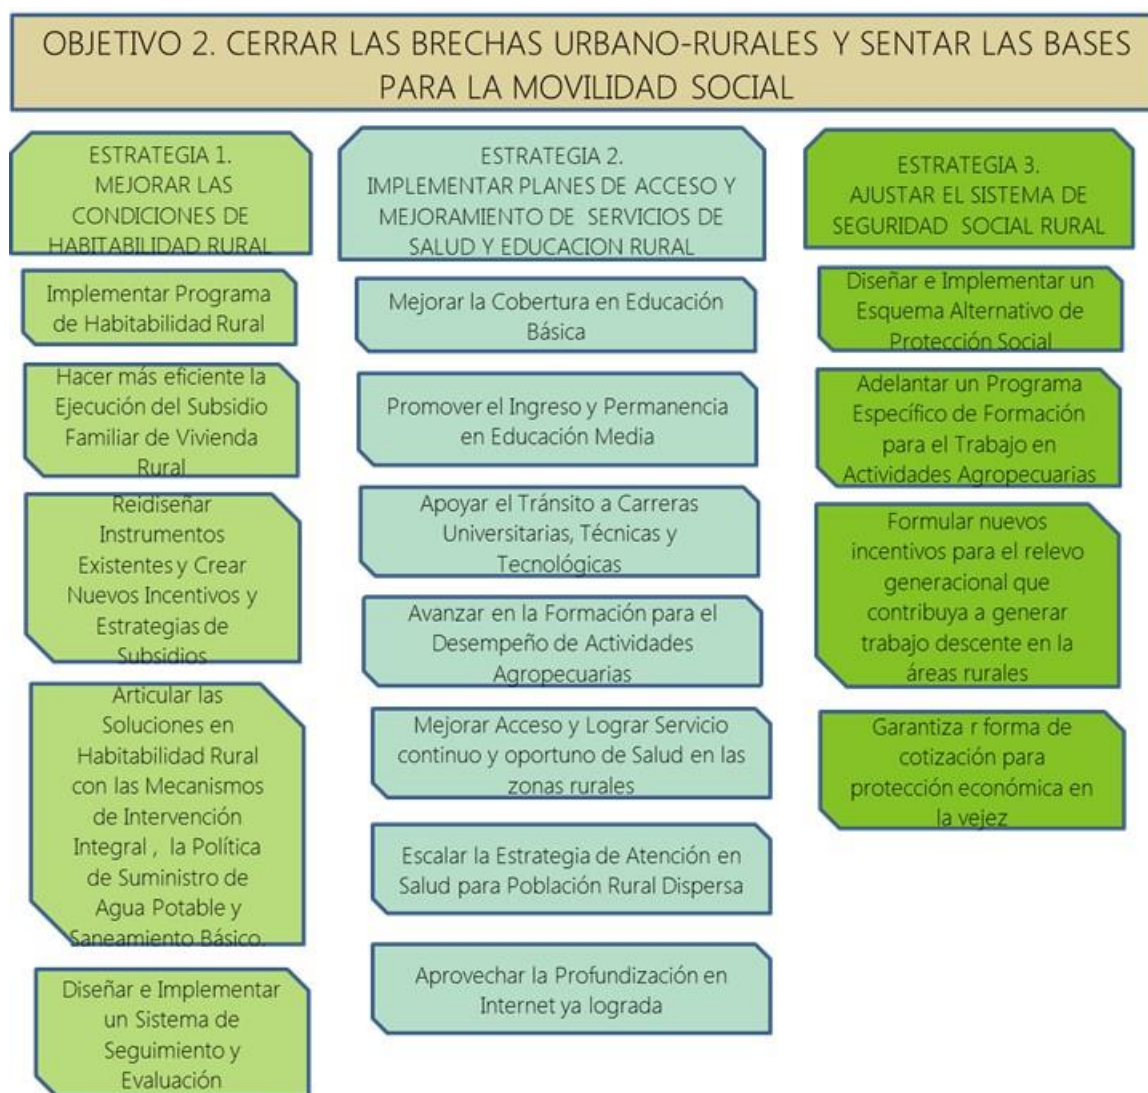 OBJETIVO 2. CERRAR LAS BRECHAS URBANO-RURALES Y SENTAR LAS BASES
PARA LA MOVILIDAD SOCIAL
ESTRATEGIA 1.
MEJORAR LAS
CONDICIONES DE
HABITABILIDAD RURAL
Implementar Programa
de Habitabilidad Rural
Hacer más eficiente la
Ejecución del Subsidio
Familiar de Vivienda
Rural
Reidiseñar
Instrumentos
Existentes y Crear
Nuevos Incentivos y
Estrategias de
Subsidios
Articular las
Soluciones en
Habitabilidad Rural
con las Mecanismos
de Intervención
Integral , la Política
de Suministro de
Agua Potable y
Saneamiento Básico.
Diseñar e Implementar
un Sistema de
Seguimiento y
Evaluación
ESTRATEGIA 2.
IMPLEMENTAR PLANES DE ACCESO Y
MEJORAMIENTO DE SERVICIOS DE
SALUD Y EDUCACION RURAL
Mejorar la Cobertura en Educación
Básica
Promover el Ingreso y Permanencia
en Educación Media
Apoyar el Tránsito a Carreras
Universitarias, Técnicas y
Tecnológicas
Avanzar en la Formación para el
Desempeño de Actividades
Agropecuarias
Mejorar Acceso y Lograr Servicio
continuo y oportuno de Salud en las
zonas rurales
Escalar la Estrategia de Atención en
Salud para Población Rural Dispersa
Aprovechar la Profundización en
Internet ya lograda
ESTRATEGIA 3.
AJUSTAR EL SISTEMA DE
SEGURIDAD SOCIAL RURAL
Diseñar e Implementar un
Esquema Alternativo de
Protección Social
Adelantar un Programa
Específico de Formación
para el Trabajo en
Actividades Agropecuarias
Formular nuevos
incentivos para el relevo
generacional que
contribuya a generar
trabajo descente en la
áreas rurales
Garantiza r forma de
cotización para
protección económica en
la vejez